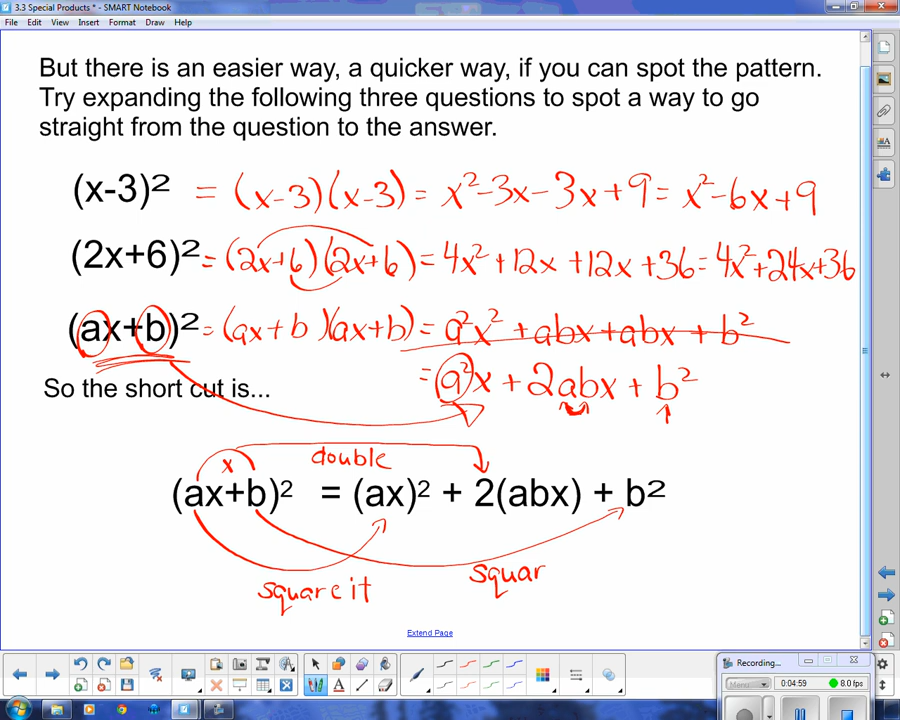 3.3 Special Products * - SMART Notebook
File Edit View Insert Format Draw Help
But there is an easier way, a quicker way, if you can spot the pattern.
Try expanding the following three questions to spot a way to go
straight from the question to the answer.
(x-3)² = (x-3)(x-3) = x²-3x-3x+9 = x²-6x+9
(2x+6)² = (2x+6)(2x+6) = 4x²+12x+12x+36 = 4x²+24x+36
(ax+b)² = (ax+b)(ax+b) = a²x²+abx+abx+b²
= a²x + 2abx + b²
So the short cut is...
x double
(ax+b)² = (ax)² + 2(abx) + b²
square it squar
Extend Page
Recording...
Menu 0:04:59 8.0 fps